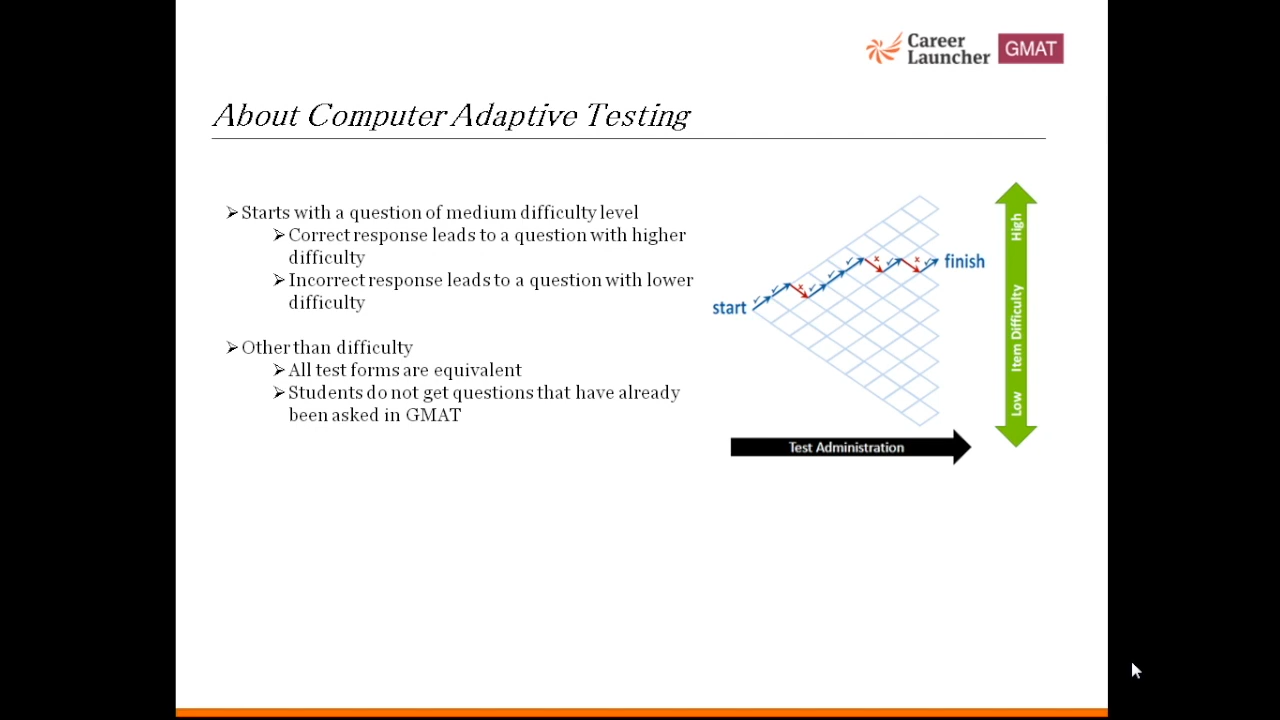 Career
Launcher
GMAT
About Computer Adaptive Testing
Starts with a question of medium difficulty level
Correct response leads to a question with higher
difficulty
Incorrect response leads to a question with lower
difficulty
Other than difficulty
All test forms are equivalent
Students do not get questions that have already
been asked in GMAT
start
finish
High
Item Difficulty
Low
Test Administration